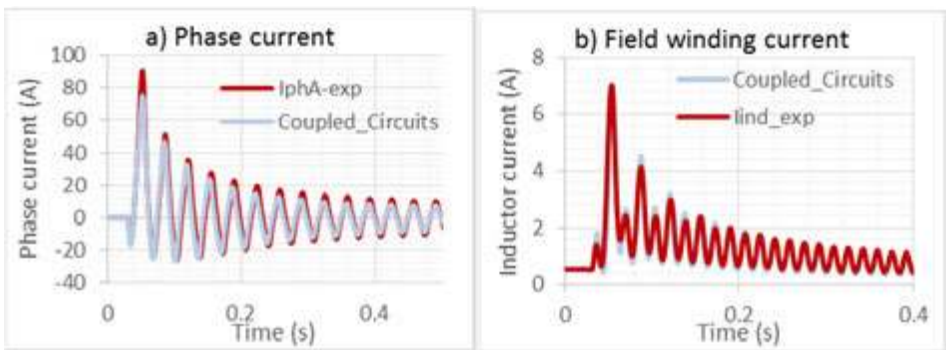 a) Phase current
100
80
60
40
20
0
-20
-40
Phase current (A)
IphA-exp
Coupled_Circuits
0
0.2
0.4
Time (s)
b) Field winding current
8
6
4
2
0
Inductor current (A)
Coupled_Circuits
Iind_exp
0
0.2
0.4
Time (s)